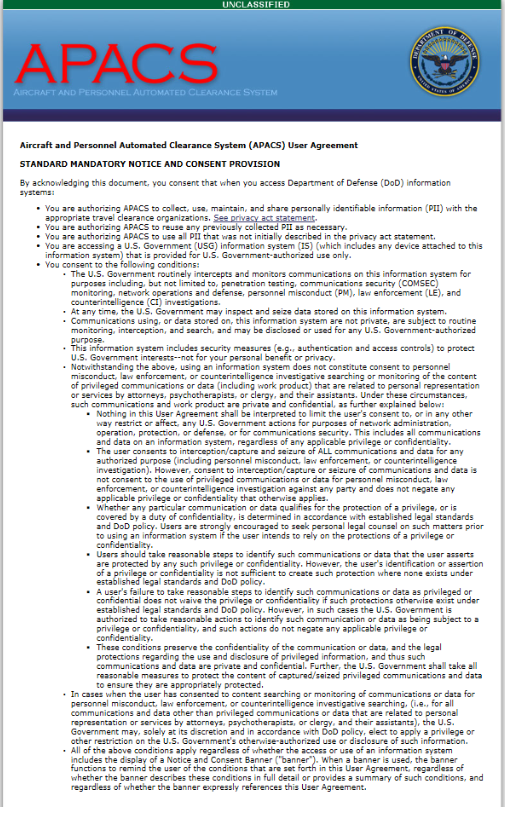 UNCLASSIFIED
APACS
AIRCRAFT AND PERSONNEL AUTOMATED CLEARANCE SYSTEM
DEPARTMENT OF DEFENSE
UNITED STATES OF AMERICA
Aircraft and Personnel Automated Clearance System (APACS) User Agreement
STANDARD MANDATORY NOTICE AND CONSENT PROVISION
By acknowledging this document, you consent that when you access Department of Defense (DoD) information
systems:
• You are authorizing APACS to collect, use, maintain, and share personally identifiable information (PII) with the
appropriate travel clearance organizations. See privacy act statement.
• You are authorizing APACS to reuse any previously collected PII as necessary.
• You are authorizing APACS to use all PII that was not initially described in the privacy act statement.
• You are accessing a U.S. Government (USG) information system (IS) (which includes any device attached to this
information system) that is provided for U.S. Government-authorized use only.
• You consent to the following conditions:
• The U.S. Government routinely intercepts and monitors communications on this information system for
purposes including, but not limited to, penetration testing, communications security (COMSEC)
monitoring, network operations and defense, personnel misconduct (PM), law enforcement (LE), and
counterintelligence (CI) investigations.
• At any time, the U.S. Government may inspect and seize data stored on this information system.
• Communications using, or data stored on, this information system are not private, are subject to routine
monitoring, interception, and search, and may be disclosed or used for any U.S. Government-authorized
purpose.
• This information system includes security measures (e.g., authentication and access controls) to protect
U.S. Government interests--not for your personal benefit or privacy.
• Notwithstanding the above, using an information system does not constitute consent to personnel
misconduct, law enforcement, or counterintelligence investigative searching or monitoring of the content
of privileged communications or data (including work product) that are related to personal representation
or services by attorneys, psychotherapists, or clergy, and their assistants. Under these circumstances,
such communications and work product are private and confidential, as further explained below:
• Nothing in this User Agreement shall be interpreted to limit the user's consent to, or in any other
way restrict or affect, any U.S. Government actions for purposes of network administration,
operation, protection, or defense, or for communications security. This includes all communications
and data on an information system, regardless of any applicable privilege or confidentiality.
• The user consents to interception/capture and seizure of ALL communications and data for any
authorized purpose (including personnel misconduct, law enforcement, or counterintelligence
investigation). However, consent to interception/capture or seizure of communications and data is
not consent to the use of privileged communications or data for personnel misconduct, law
enforcement, or counterintelligence investigation against any party and does not negate any
applicable privilege or confidentiality that otherwise applies.
• Whether any particular communication or data qualifies for the protection of a privilege, or is
covered by a duty of confidentiality, is determined in accordance with established legal standards
and DoD policy. Users are strongly encouraged to seek personal legal counsel on such matters prior
to using an information system if the user intends to rely on the protections of a privilege or
confidentiality.
• Users should take reasonable steps to identify such communications or data that the user asserts
are protected by any such privilege or confidentiality. However, the user's identification or assertion
of a privilege or confidentiality is not sufficient to create such protection where none exists under
established legal standards and DoD policy.
• A user's failure to take reasonable steps to identify such communications or data as privileged or
confidential does not waive the privilege or confidentiality if such protections otherwise exist under
established legal standards and DoD policy. However, in such cases the U.S. Government is
authorized to take reasonable actions to identify such communication or data as being subject to a
privilege or confidentiality, and such actions do not negate any applicable privilege or
confidentiality.
• These conditions preserve the confidentiality of the communication or data, and the legal
protections regarding the use and disclosure of privileged information, and thus such
communications and data are private and confidential. Further, the U.S. Government shall take all
reasonable measures to protect the content of captured/seized privileged communications and data
to ensure they are appropriately protected.
• In cases when the user has consented to content searching or monitoring of communications or data for
personnel misconduct, law enforcement, or counterintelligence investigative searching, (i.e., for all
communications and data other than privileged communications or data that are related to personal
representation or services by attorneys, psychotherapists, or clergy, and their assistants), the U.S.
Government may, solely at its discretion and in accordance with DoD policy, elect to apply a privilege or
other restriction on the U.S. Government's otherwise-authorized use or disclosure of such information.
• All of the above conditions apply regardless of whether the access or use of an information system
includes the display of a Notice and Consent Banner ("banner"). When a banner is used, the banner
functions to remind the user of the conditions that are set forth in this User Agreement, regardless of
whether the banner describes these conditions in full detail or provides a summary of such conditions, and
regardless of whether the banner expressly references this User Agreement.